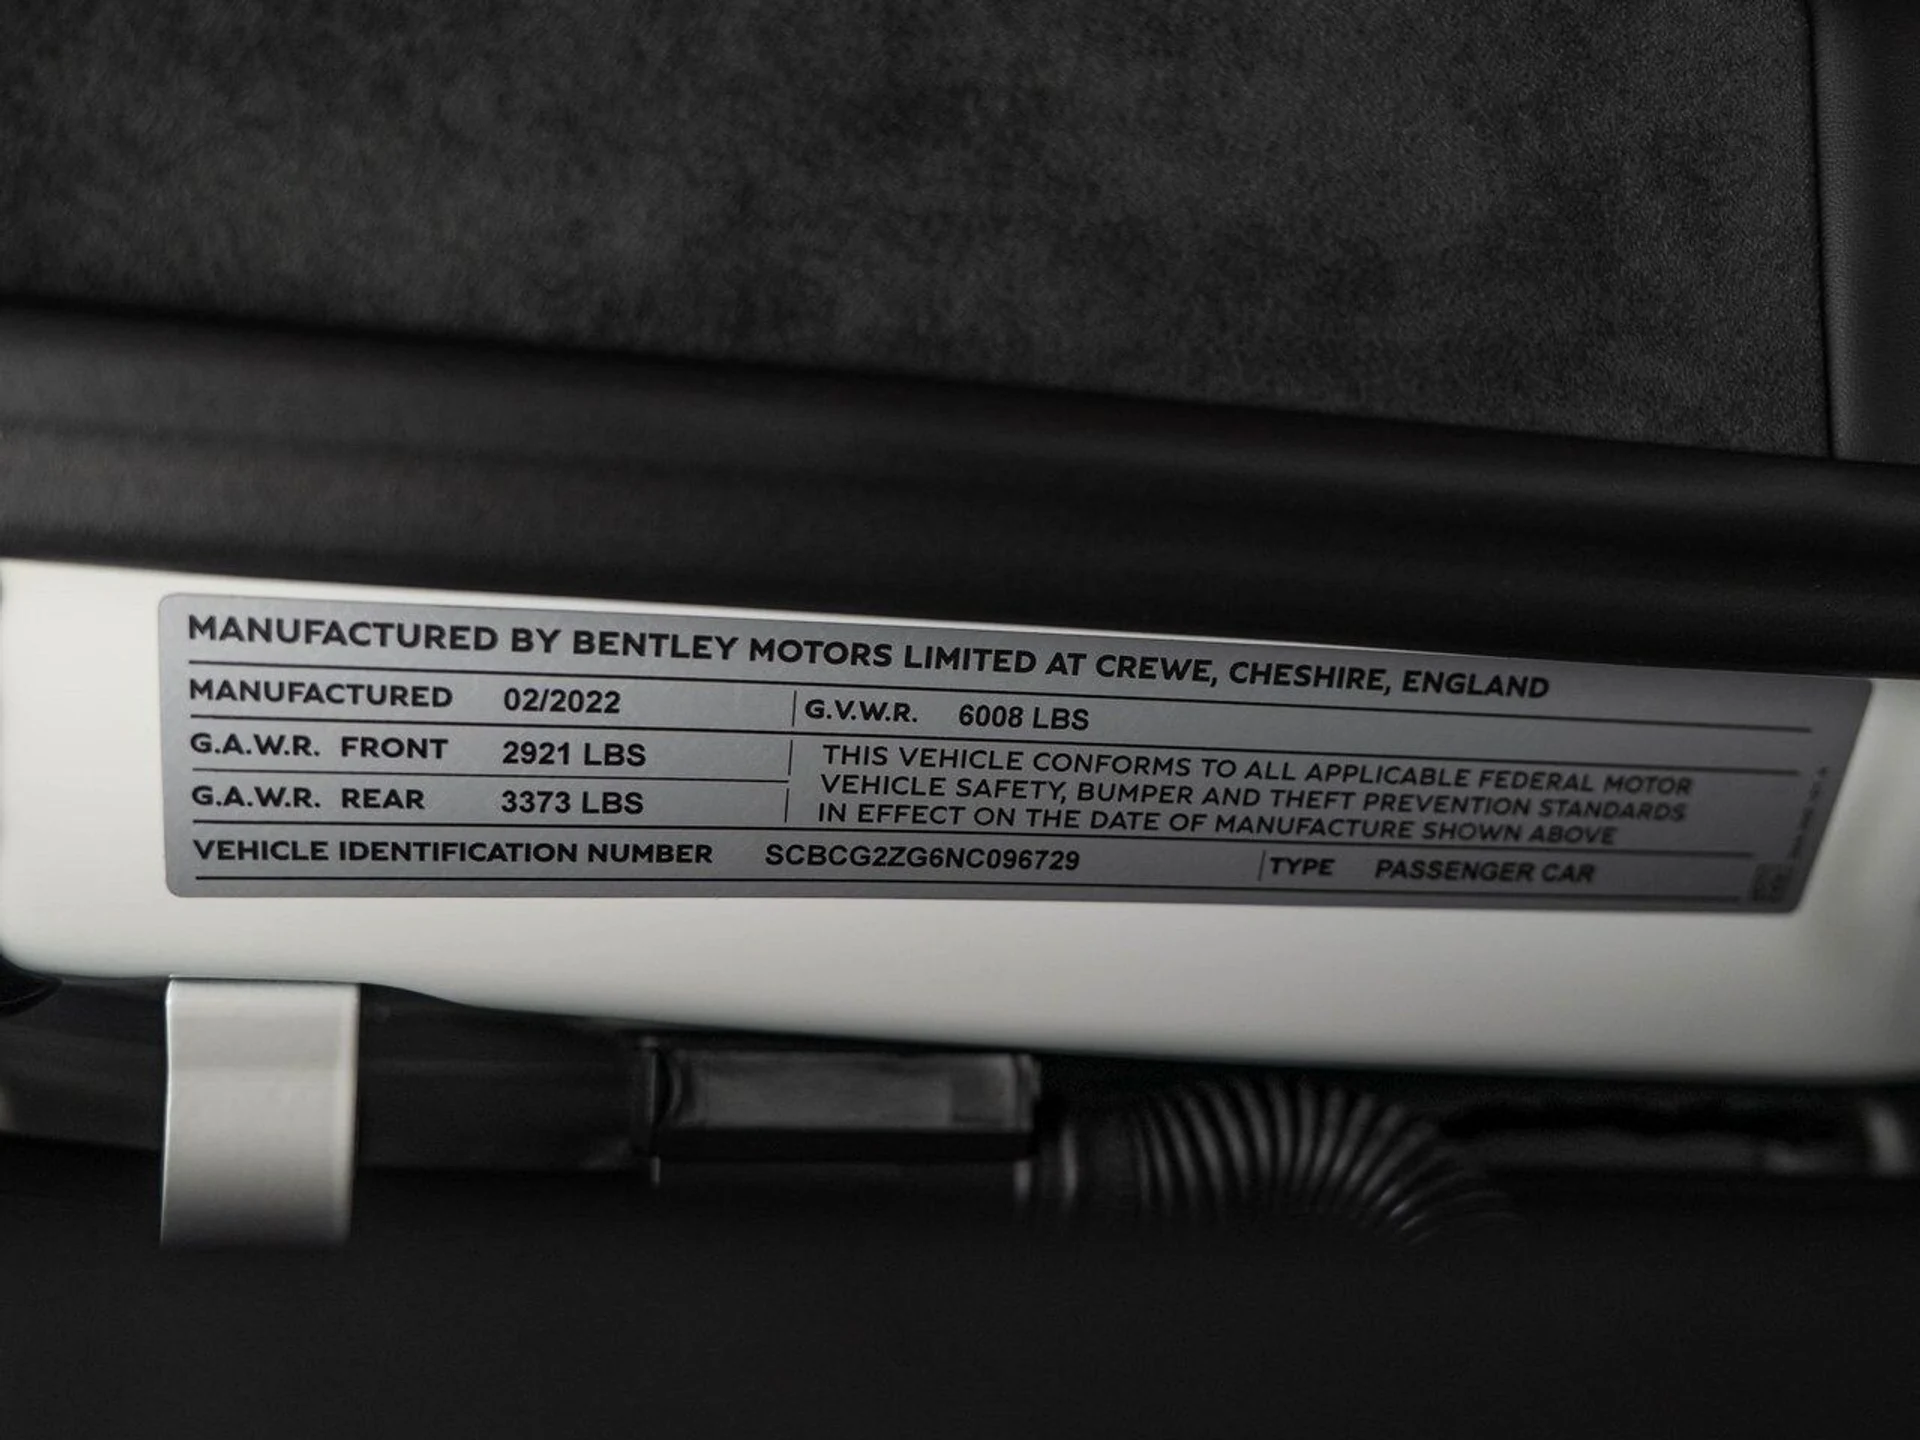 MANUFACTURED BY BENTLEY MOTORS LIMITED AT CREWE, CHESHIRE, ENGLAND
MANUFACTURED 02/2022 G.V.W.R. 6008 LBS
G.A.W.R. FRONT 2921 LBS
G.A.W.R. REAR 3373 LBS
THIS VEHICLE CONFORMS TO ALL APPLICABLE FEDERAL MOTOR
VEHICLE SAFETY, BUMPER AND THEFT PREVENTION STANDARDS
IN EFFECT ON THE DATE OF MANUFACTURE SHOWN ABOVE
VEHICLE IDENTIFICATION NUMBER SCBCG2ZG6NC096729 TYPE PASSENGER CAR